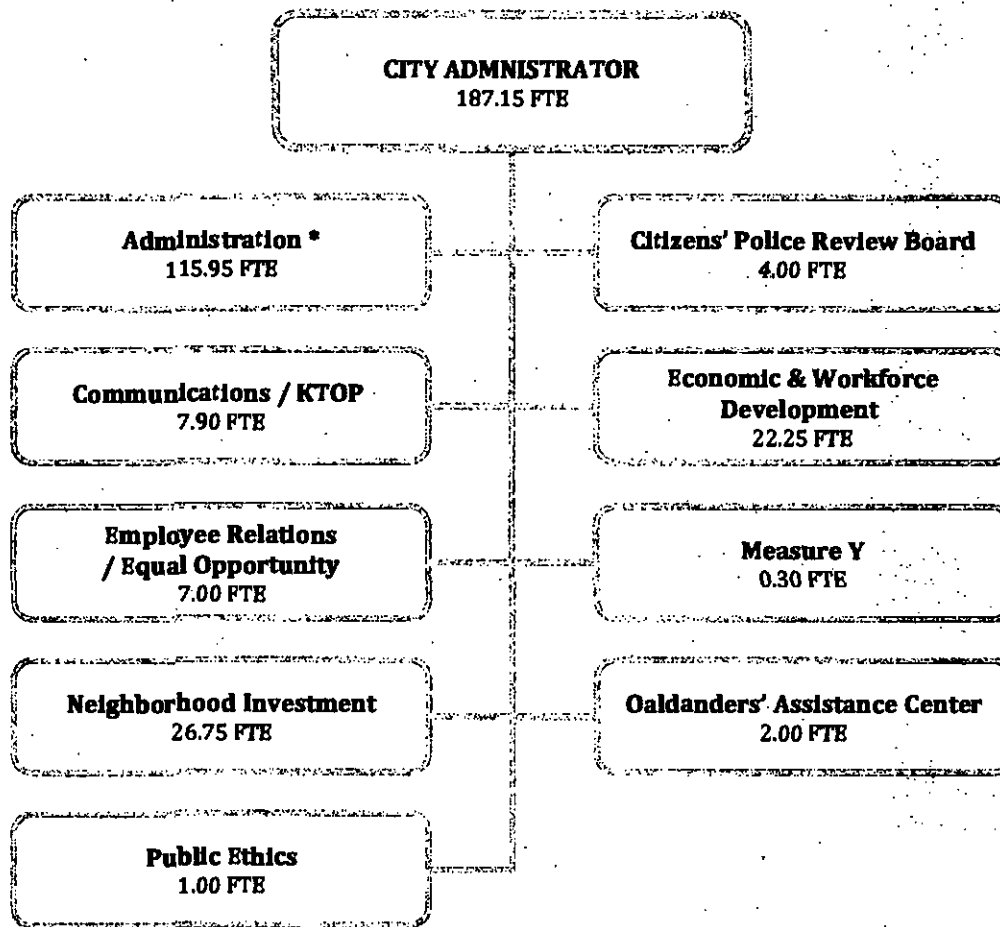 CITY ADMNISTRATOR
187.15 FTE
Administration *
115.95 FTE
Citizens' Police Review Board
4.00 FTE
Communications / KTOP
7.90 FTE
Economic & Workforce
Development
22.25 FTE
Employee Relations
/ Equal Opportunity
7.00 FTE
Measure Y
0.30 FTE
Neighborhood Investment
26.75 FTE
Oaldanders' Assistance Center
2.00 FTE
Public Ethics
1.00 FTE